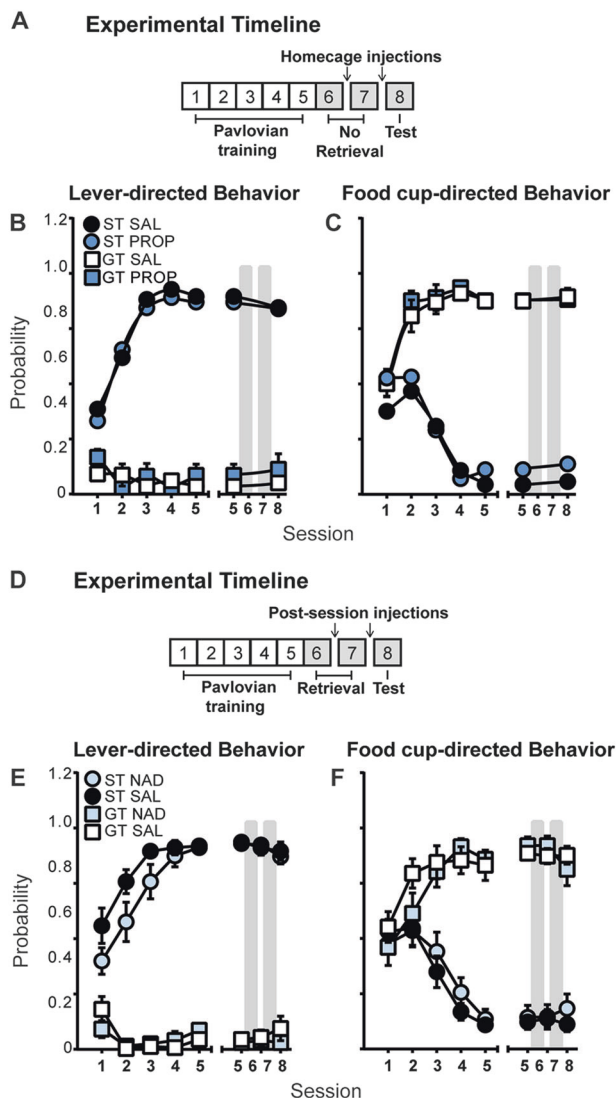 A Experimental Timeline
Homecage injections
1 2 3 4 5 6 7 8
Pavlovian training
No Retrieval
Test
Lever-directed Behavior
Food cup-directed Behavior
B
ST SAL
ST PROP
GT SAL
GT PROP
C
Probability
1.2
0.8
0.6
0.4
0.2
0
1 2 3 4 5 5 6 7 8
1 2 3 4 5 5 6 7 8
Session
D Experimental Timeline
Post-session injections
1 2 3 4 5 6 7 8
Pavlovian training
Retrieval
Test
Lever-directed Behavior
Food cup-directed Behavior
E
ST NAD
ST SAL
GT NAD
GT SAL
F
Probability
1.2
0.8
0.6
0.4
0.2
0
1 2 3 4 5 5 6 7 8
1 2 3 4 5 5 6 7 8
Session